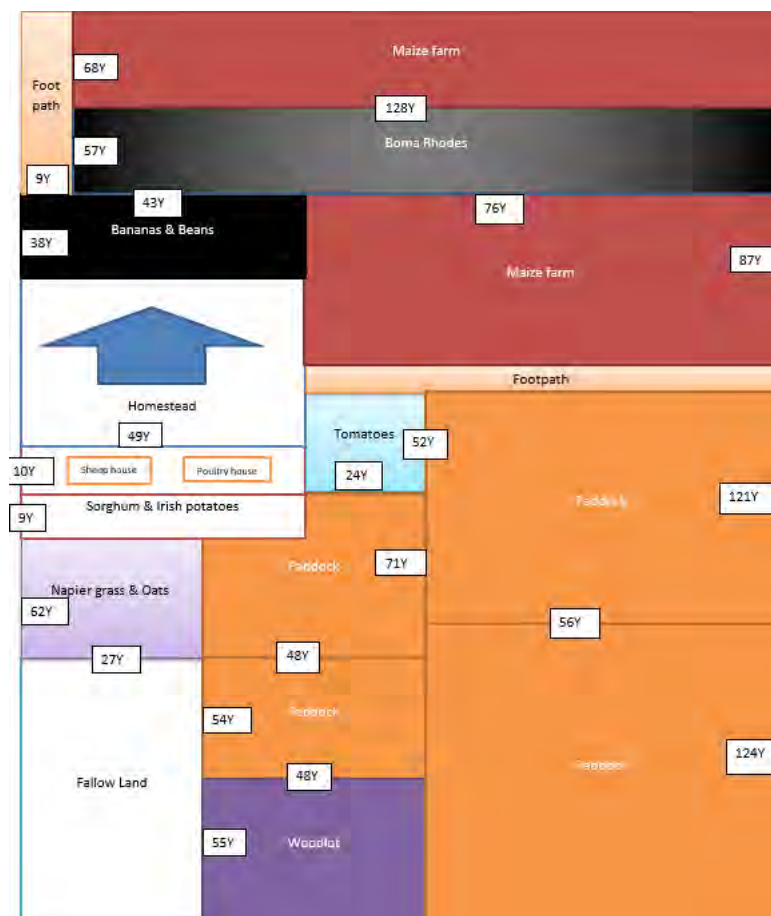 Maize farm
68Y
Foot
path
128Y
Boma Rhodes
57Y
9Y
43Y
76Y
Bananas & Beans
38Y
87Y
Maize farm
Footpath
Homestead
Tomatoes
49Y
52Y
10Y
Sheep house
Poultry house
24Y
Paddock
121Y
Sorghum & Irish potatoes
9Y
Paddock
71Y
Napier grass & Oats
62Y
56Y
27Y
48Y
Paddock
54Y
124Y
Paddock
48Y
Fallow Land
55Y
Woodlot